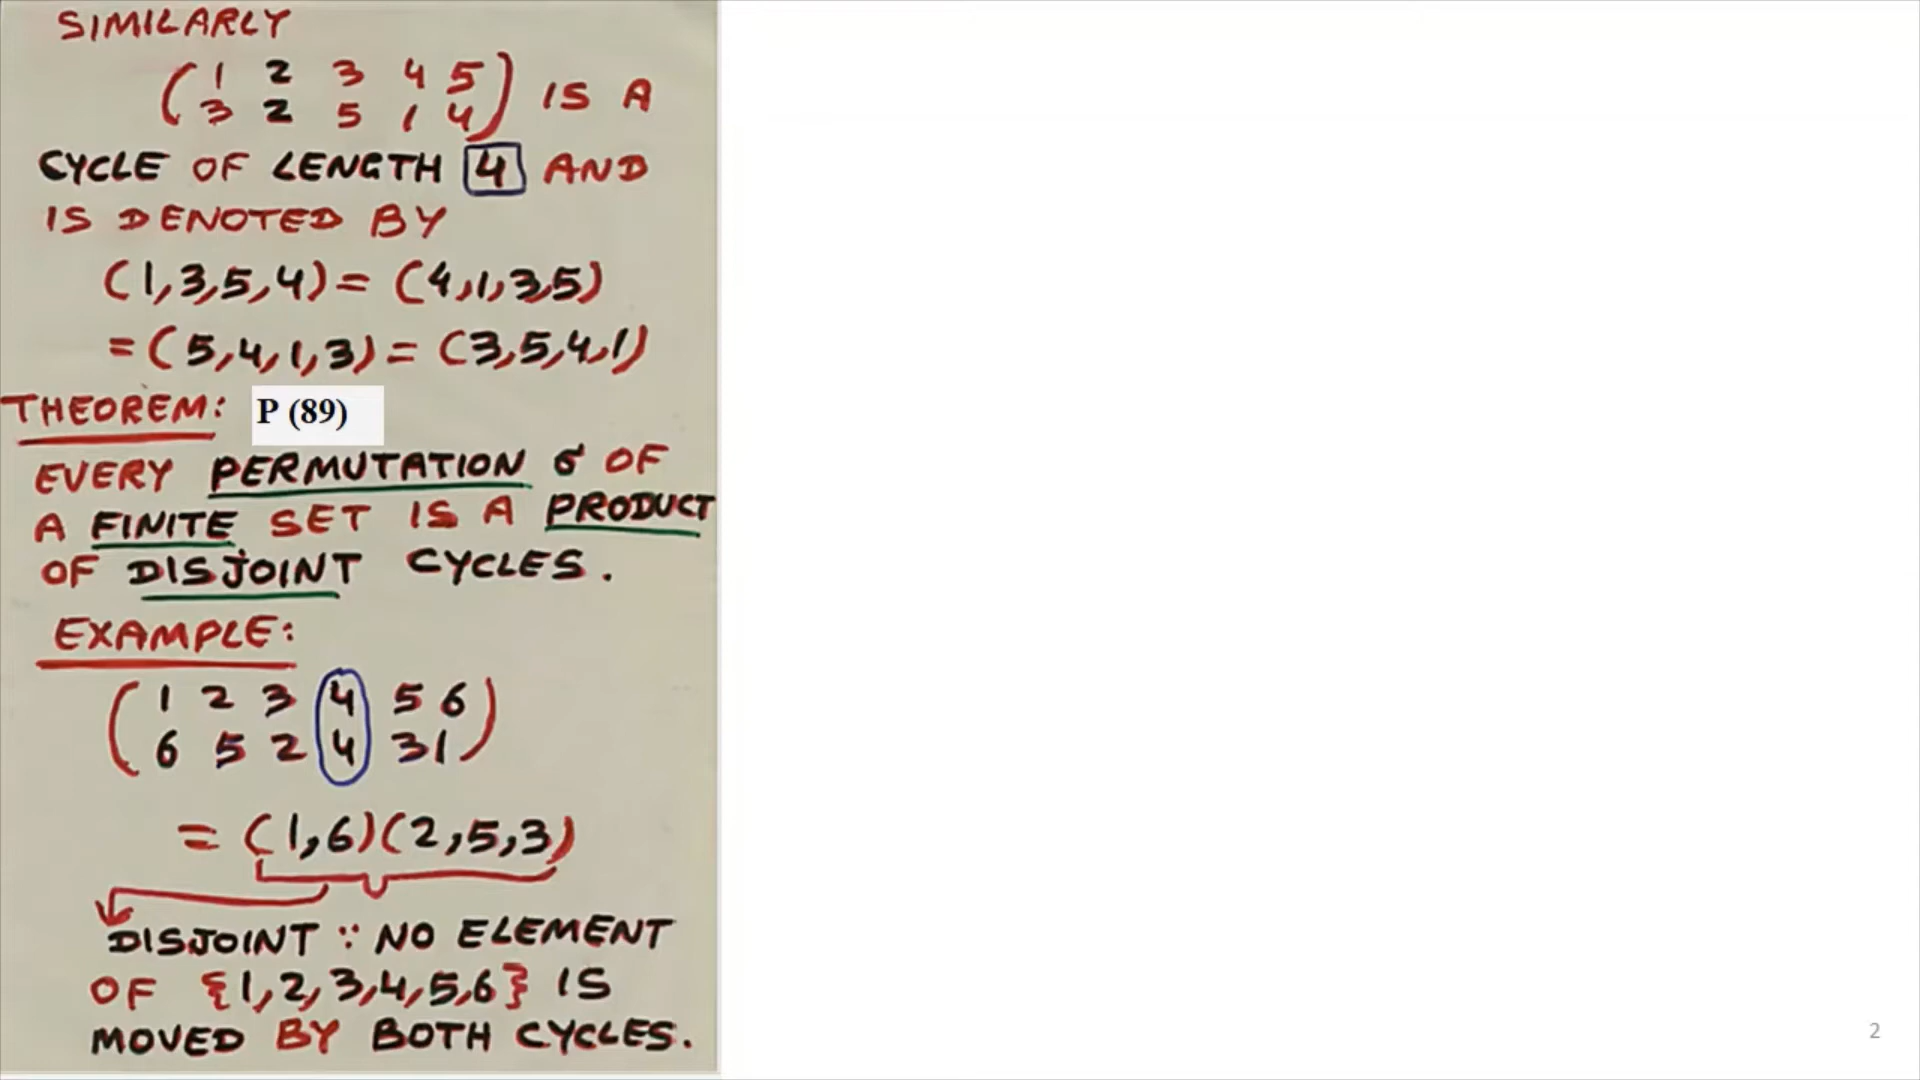 SIMILARLY
( 1 2 3 4 5 )
( 3 2 5 1 4 ) IS A
CYCLE OF LENGTH 4 AND
IS DENOTED BY
(1,3,5,4) = (4,1,3,5)
= (5,4,1,3) = (3,5,4,1)
THEOREM: P (89)
EVERY PERMUTATION σ OF
A FINITE SET IS A PRODUCT
OF DISJOINT CYCLES.
EXAMPLE:
( 1 2 3 4 5 6 )
( 6 5 2 4 3 1 )
= (1,6)(2,5,3)
DISJOINT ∵ NO ELEMENT
OF {1,2,3,4,5,6} IS
MOVED BY BOTH CYCLES.
2